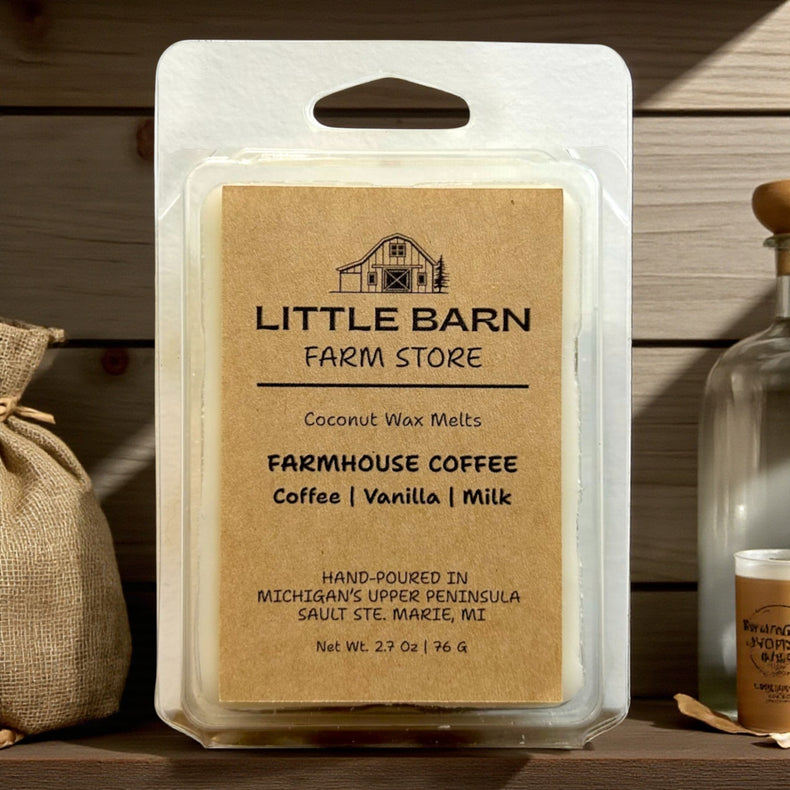 LITTLE BARN
FARM STORE
Coconut Wax Melts
FARMHOUSE COFFEE
Coffee | Vanilla | Milk
HAND-POURED IN
MICHIGAN'S UPPER PENINSULA
SAULT STE. MARIE, MI
Net Wt. 2.7 Oz | 76 G